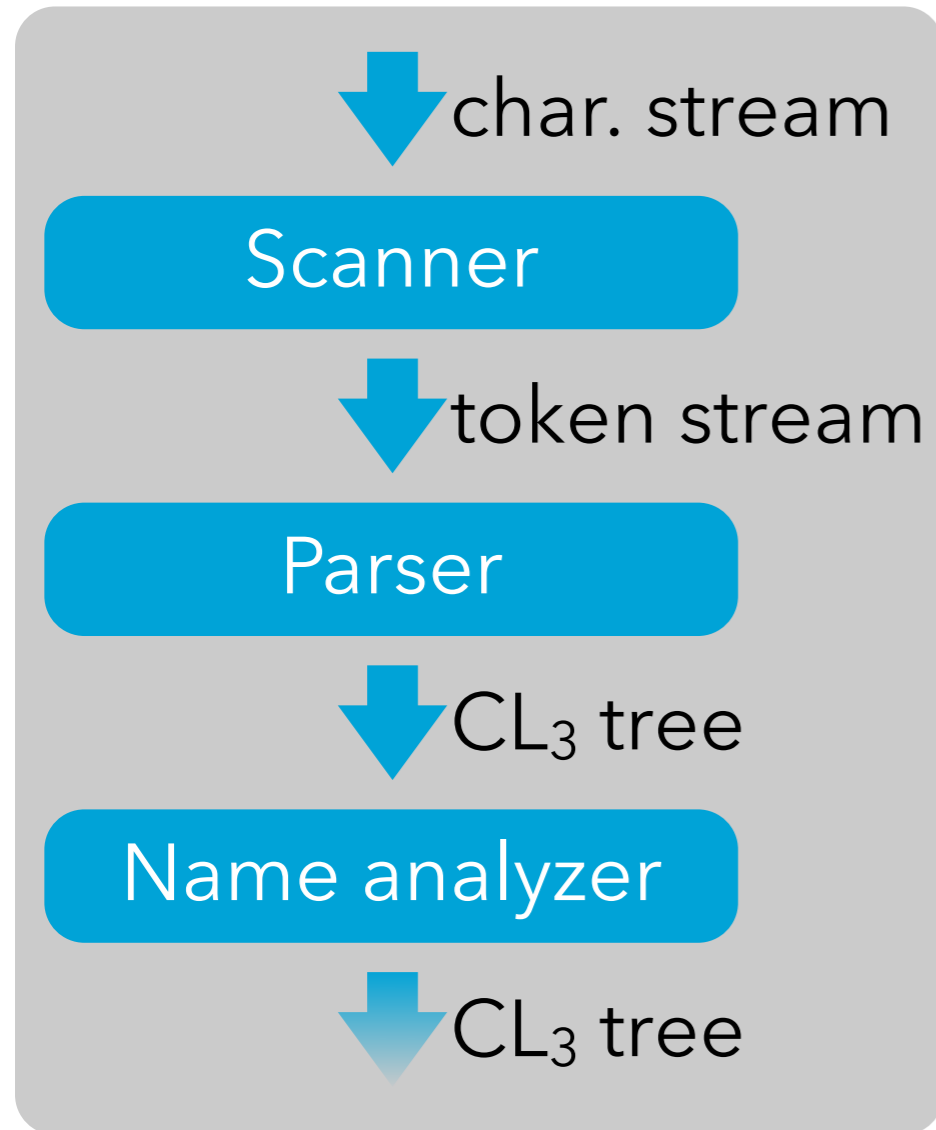 char. stream
Scanner
token stream
Parser
CL₃ tree
Name analyzer
CL₃ tree